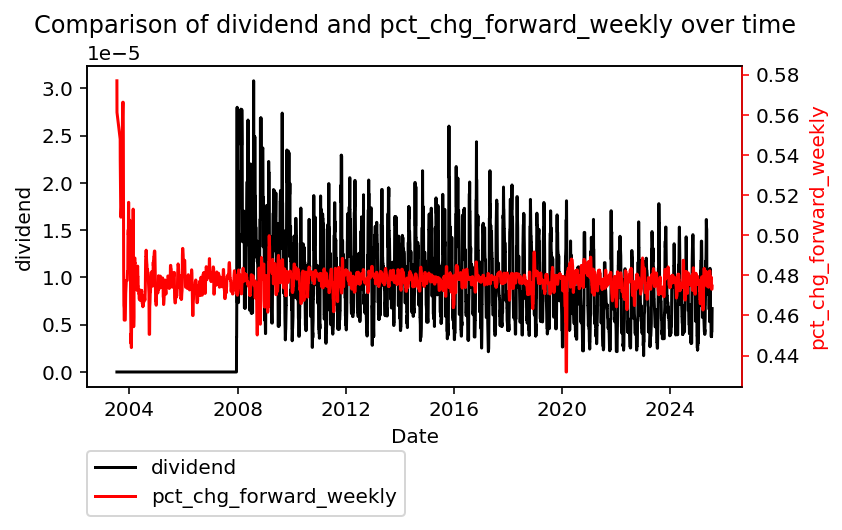 Comparison of dividend and pct_chg_forward_weekly over time
1e−5
3.0
2.5
2.0
1.5
1.0
0.5
0.0
dividend
0.58
0.56
0.54
0.52
0.50
0.48
0.46
0.44
pct_chg_forward_weekly
2004 2008 2012 2016 2020 2024
Date
dividend
pct_chg_forward_weekly